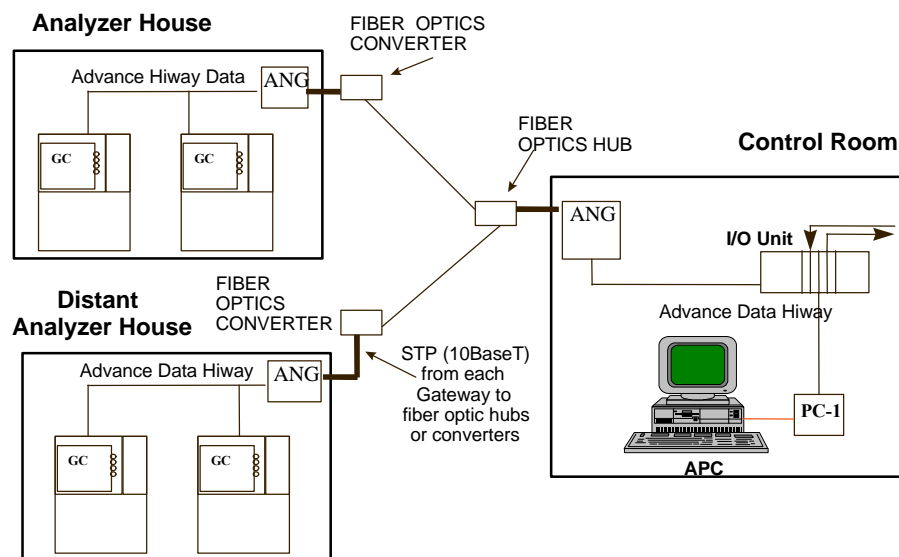 Analyzer House
FIBER OPTICS
CONVERTER
Advance Hiway Data
ANG
GC
GC
FIBER
OPTICS HUB
Control Room
ANG
I/O Unit
Advance Data Hiway
PC-1
APC
Distant
Analyzer House
FIBER
OPTICS
CONVERTER
Advance Data Hiway
ANG
STP (10BaseT)
from each
Gateway to
fiber optic hubs
or converters
GC
GC